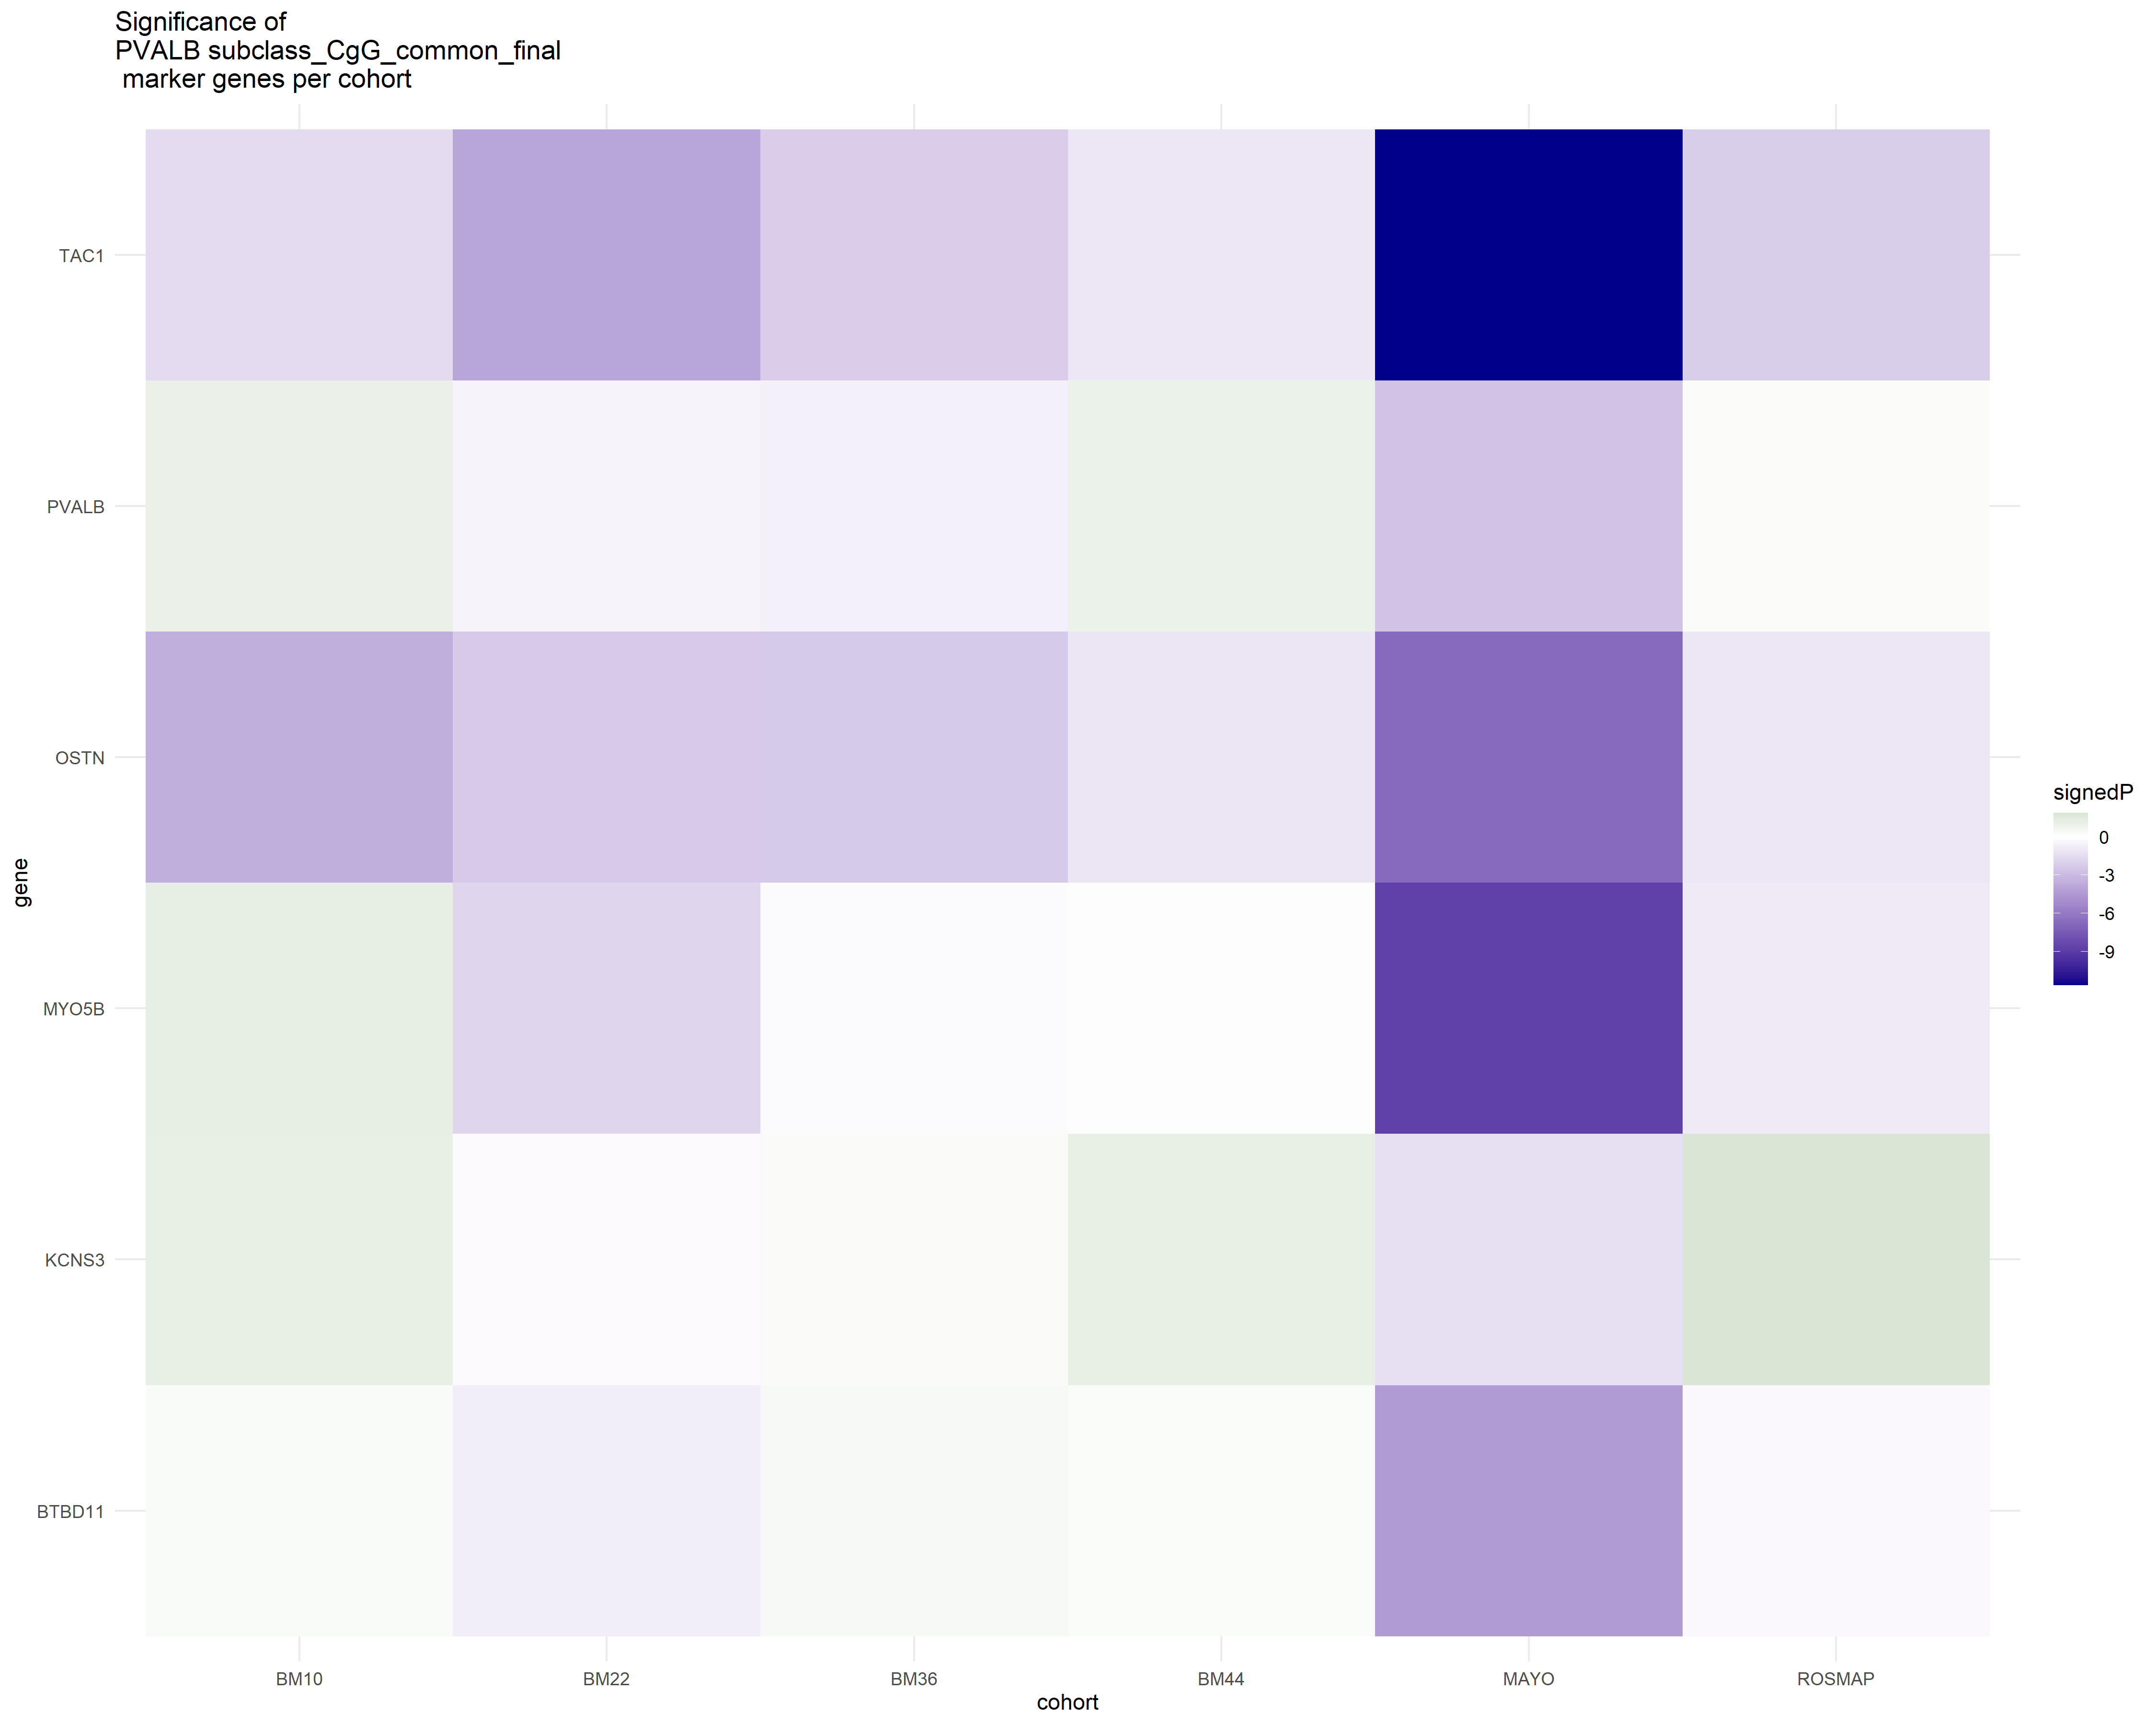 Significance of
PVALB subclass_CgG_common_final
marker genes per cohort
TAC1
PVALB
OSTN
MYO5B
KCNS3
BTBD11
gene
BM10
BM22
BM36
BM44
MAYO
ROSMAP
cohort
signedP
0
-3
-6
-9